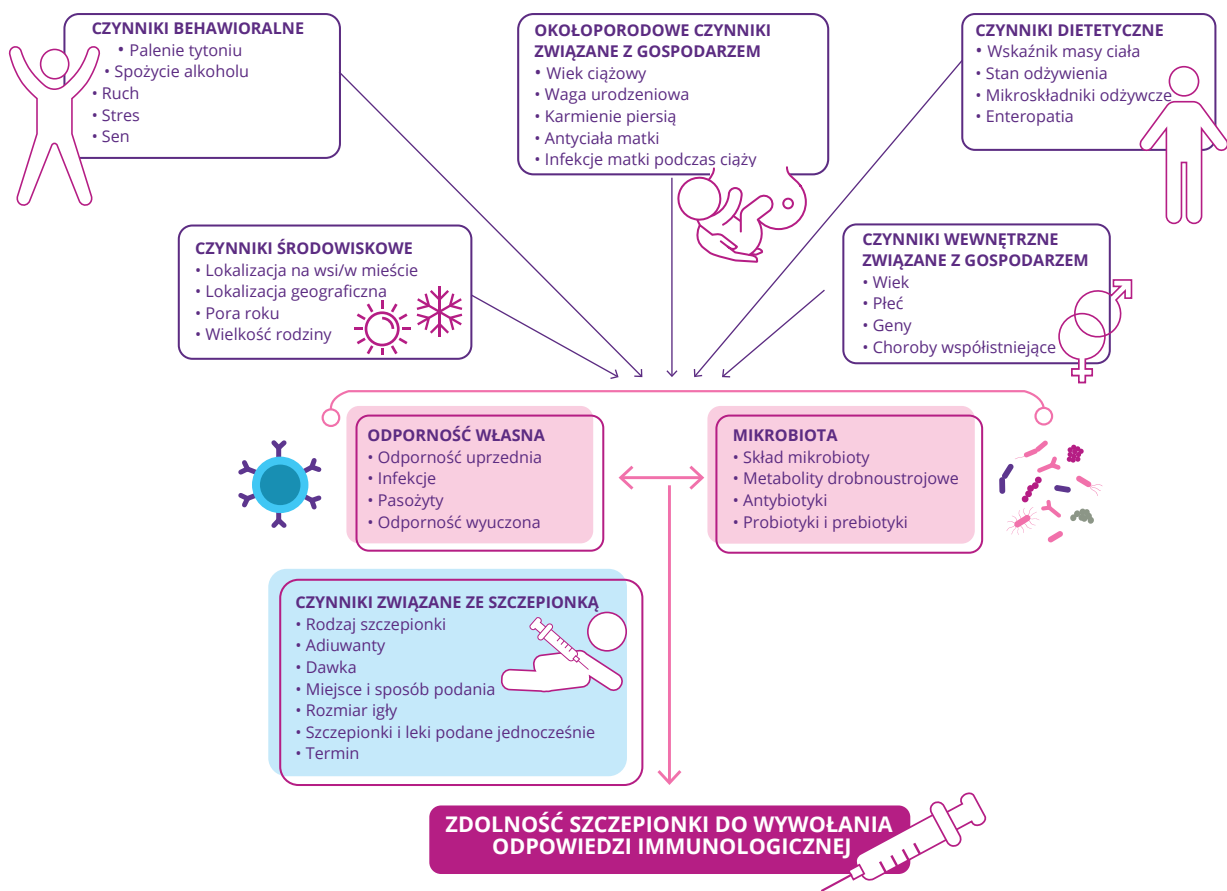 CZYNNIKI BEHAWIORALNE
• Palenie tytoniu
• Spożycie alkoholu
• Ruch
• Stres
• Sen
OKOŁOPORODOWE CZYNNIKI
ZWIĄZANE Z GOSPODARZEM
• Wiek ciążowy
• Waga urodzeniowa
• Karmienie piersią
• Antyciała matki
• Infekcje matki podczas ciąży
CZYNNIKI DIETETYCZNE
• Wskaźnik masy ciała
• Stan odżywienia
• Mikroskładniki odżywcze
• Enteropatia
CZYNNIKI ŚRODOWISKOWE
• Lokalizacja na wsi/w mieście
• Lokalizacja geograficzna
• Pora roku
• Wielkość rodziny
CZYNNIKI WEWNĘTRZNE
ZWIĄZANE Z GOSPODARZEM
• Wiek
• Płeć
• Geny
• Choroby współistniejące
ODPORNOŚĆ WŁASNA
• Odporność uprzednia
• Infekcje
• Pasożyty
• Odporność wyuczona
MIKROBIOTA
• Skład mikrobioty
• Metabolity drobnoustrojowe
• Antybiotyki
• Probiotyki i prebiotyki
CZYNNIKI ZWIĄZANE ZE SZCZEPIONKĄ
• Rodzaj szczepionki
• Adiuwanty
• Dawka
• Miejsce i sposób podania
• Rozmiar igły
• Szczepionki i leki podane jednocześnie
• Termin
ZDOLNOŚĆ SZCZEPIONKI DO WYWOŁANIA
ODPOWIEDZI IMMUNOLOGICZNEJ